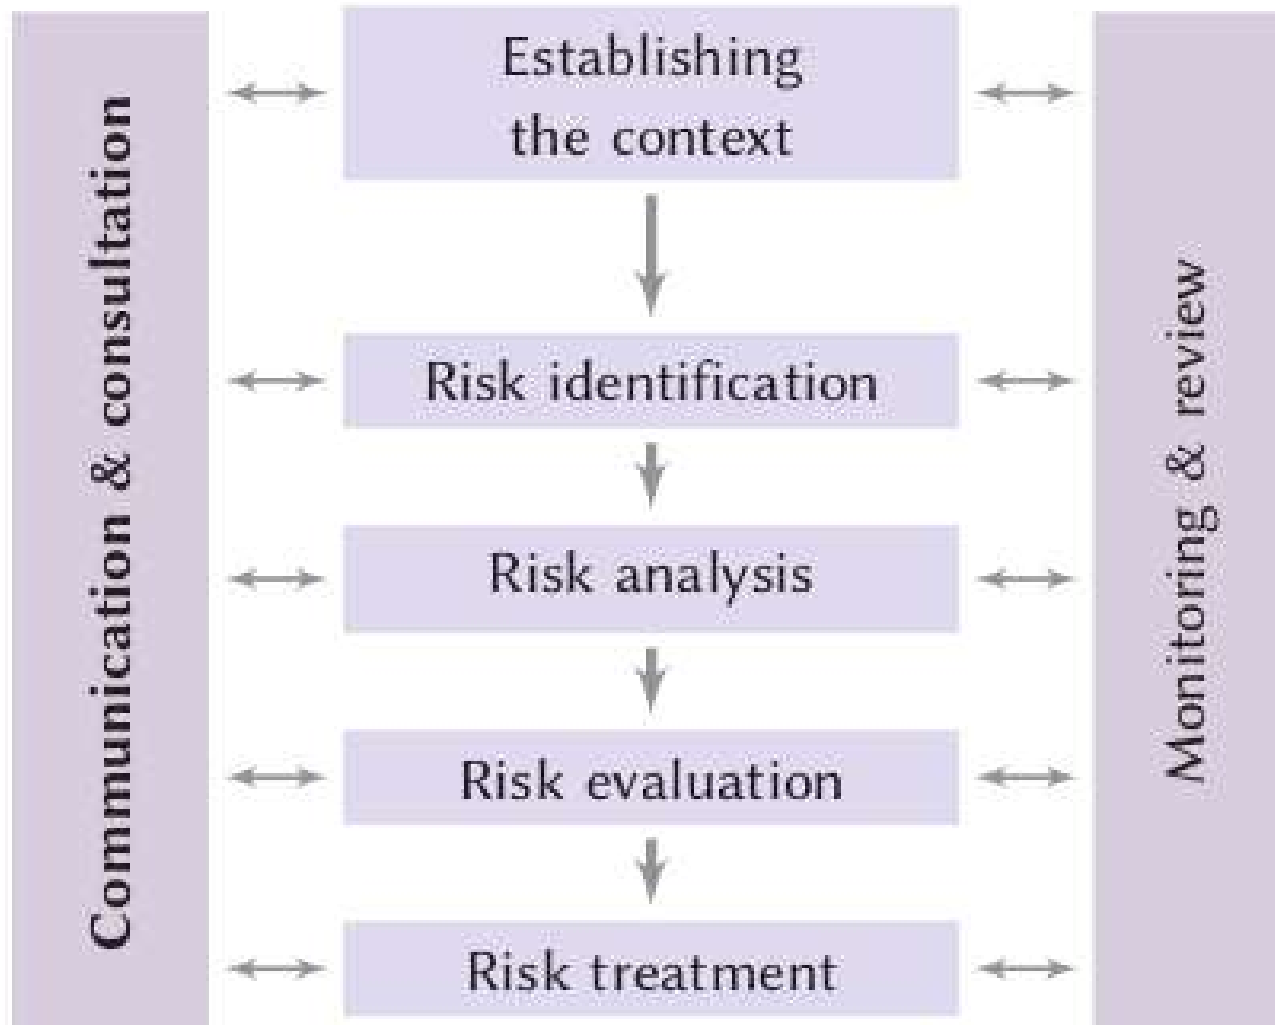 Communication & consultation
Establishing
the context
Risk identification
Risk analysis
Risk evaluation
Risk treatment
Monitoring & review